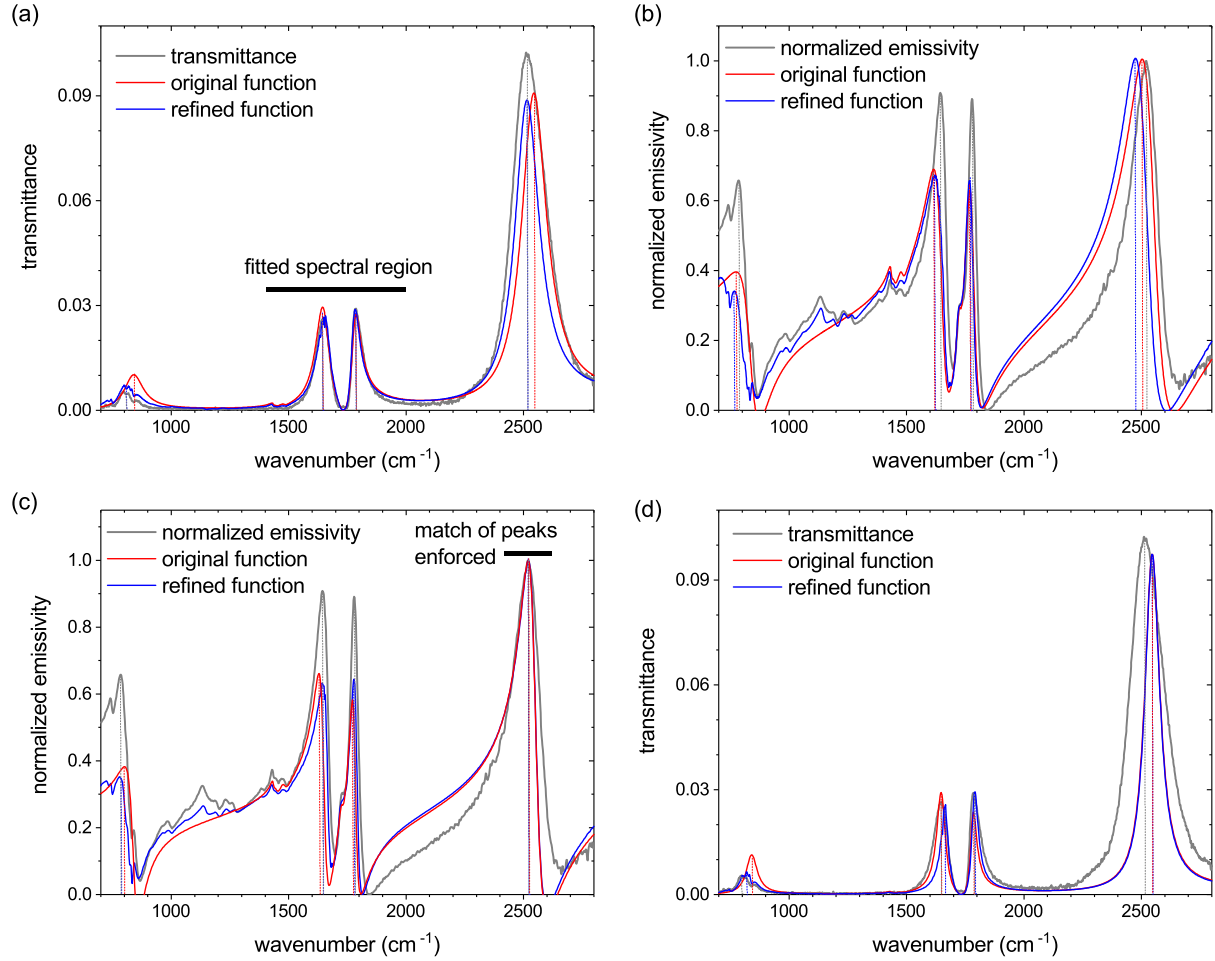 (a)
transmittance
original function
refined function
fitted spectral region
0.09
0.06
0.03
0.00
transmittance
1000 1500 2000 2500
wavenumber (cm⁻¹)
(b)
normalized emissivity
original function
refined function
1.0
0.8
0.6
0.4
0.2
0.0
normalized emissivity
1000 1500 2000 2500
wavenumber (cm⁻¹)
(c)
normalized emissivity
original function
refined function
match of peaks
enforced
1.0
0.8
0.6
0.4
0.2
0.0
normalized emissivity
1000 1500 2000 2500
wavenumber (cm⁻¹)
(d)
transmittance
original function
refined function
0.09
0.06
0.03
0.00
transmittance
1000 1500 2000 2500
wavenumber (cm⁻¹)